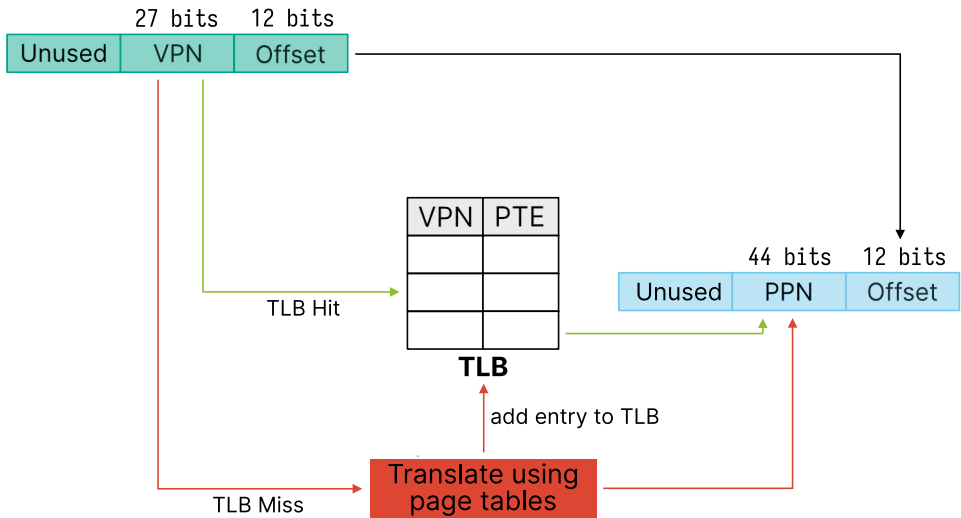 27 bits 12 bits
Unused VPN Offset
VPN PTE
44 bits 12 bits
Unused PPN Offset
TLB Hit
TLB
add entry to TLB
Translate using
page tables
TLB Miss